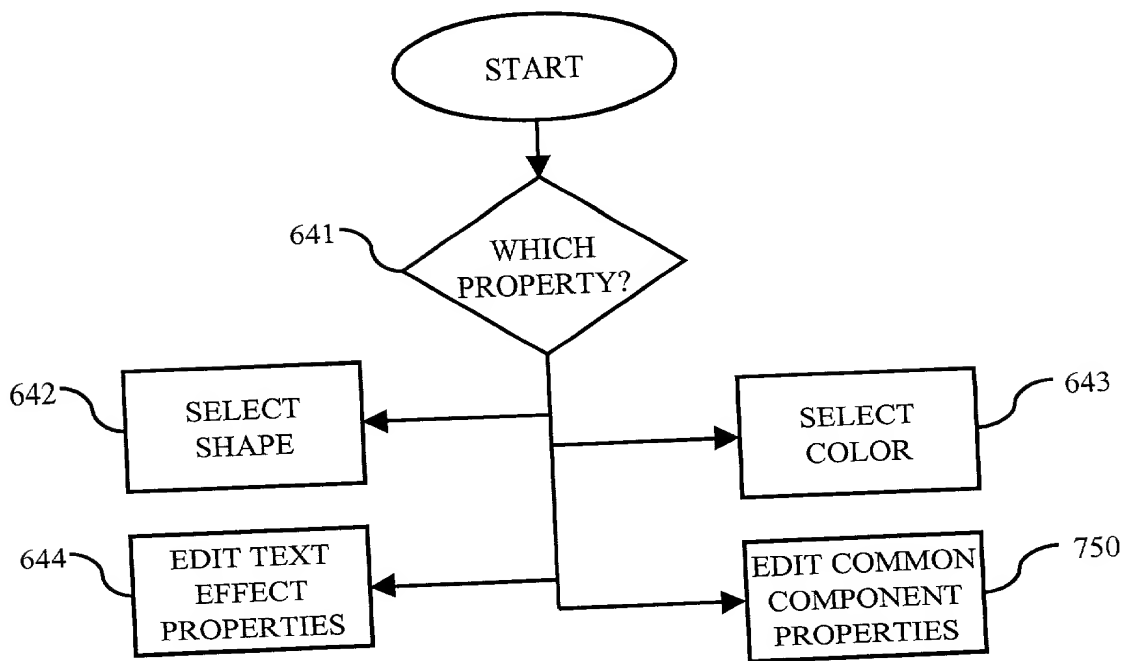 START
641
WHICH
PROPERTY?
642
SELECT
SHAPE
SELECT
COLOR
643
644
EDIT TEXT
EFFECT
PROPERTIES
EDIT COMMON
COMPONENT
PROPERTIES
750